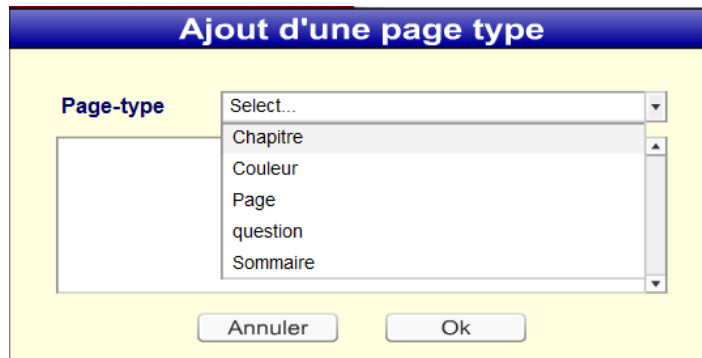 Ajout d'une page type
Page-type Select...
Chapitre
Couleur
Page
question
Sommaire
Annuler Ok